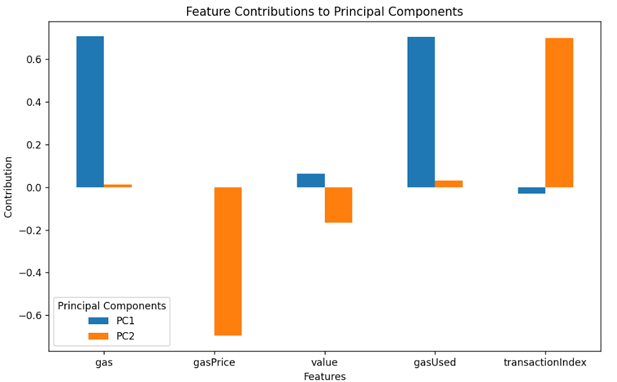 Feature Contributions to Principal Components
Contribution
0.6
0.4
0.2
0.0
−0.2
−0.4
−0.6
Principal Components
PC1
PC2
gas gasPrice value gasUsed transactionIndex
Features